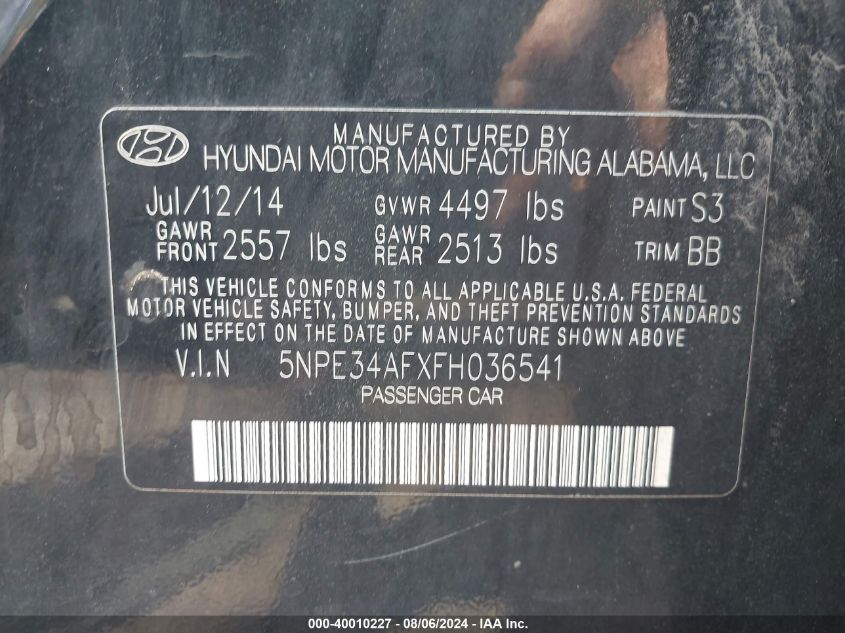 MANUFACTURED BY
HYUNDAI MOTOR MANUFACTURING ALABAMA, LLC
Jul/12/14 GVWR 4497 lbs PAINT S3
GAWR FRONT 2557 lbs GAWR REAR 2513 lbs TRIM BB
THIS VEHICLE CONFORMS TO ALL APPLICABLE U.S.A. FEDERAL
MOTOR VEHICLE SAFETY, BUMPER, AND THEFT PREVENTION STANDARDS
IN EFFECT ON THE DATE OF MANUFACTURE SHOWN ABOVE
V.I.N 5NPE34AFXFH036541
PASSENGER CAR
000-40010227 - 08/06/2024 - IAA Inc.